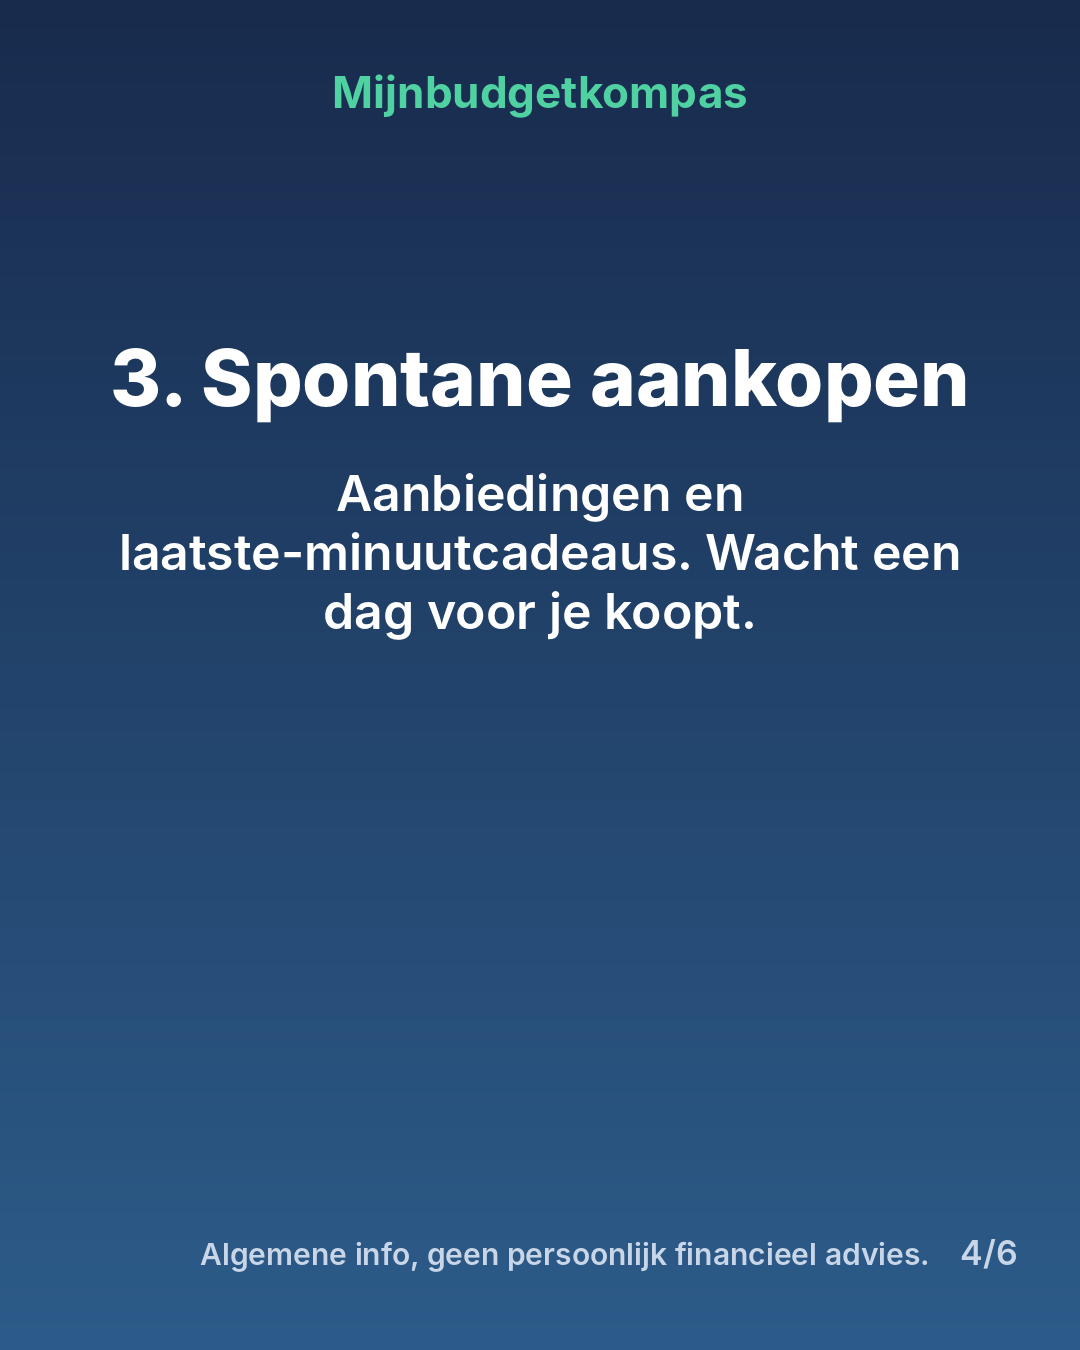 Mijnbudgetkompas
3. Spontane aankopen
Aanbiedingen en
laatste-minuutcadeaus. Wacht een
dag voor je koopt.
Algemene info, geen persoonlijk financieel advies. 4/6